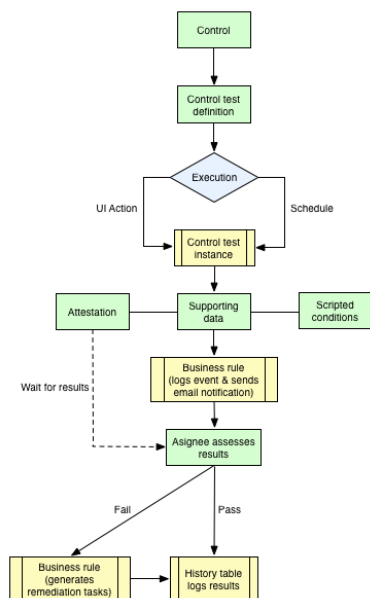 Control
Control test
definition
Execution
UI Action
Schedule
Control test
instance
Attestation
Supporting
data
Scripted
conditions
Business rule
(logs event & sends
email notification)
Wait for results
Asignee assesses
results
Fail
Pass
Business rule
(generates
remediation tasks)
History table
logs results